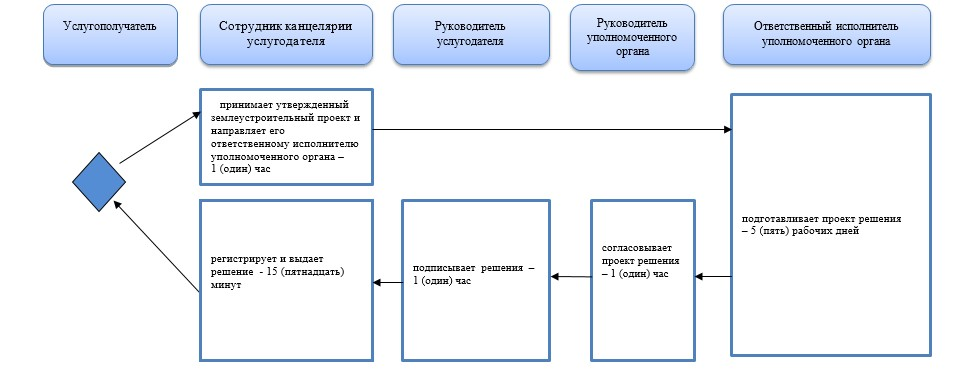 Услугополучатель
Сотрудник канцелярии
услугодателя
Руководитель
услугодателя
Руководитель
уполномоченного
органа
Ответственный исполнитель
уполномоченного органа
принимает утвержденный
землеустроительный проект и
направляет его
ответственному исполнителю
уполномоченного органа –
1 (один) час
регистрирует и выдает
решение - 15 (пятнадцать)
минут
подписывает решения –
1 (один) час
согласовывает
проект решения
– 1 (один) час
подготавливает проект решения
– 5 (пять) рабочих дней